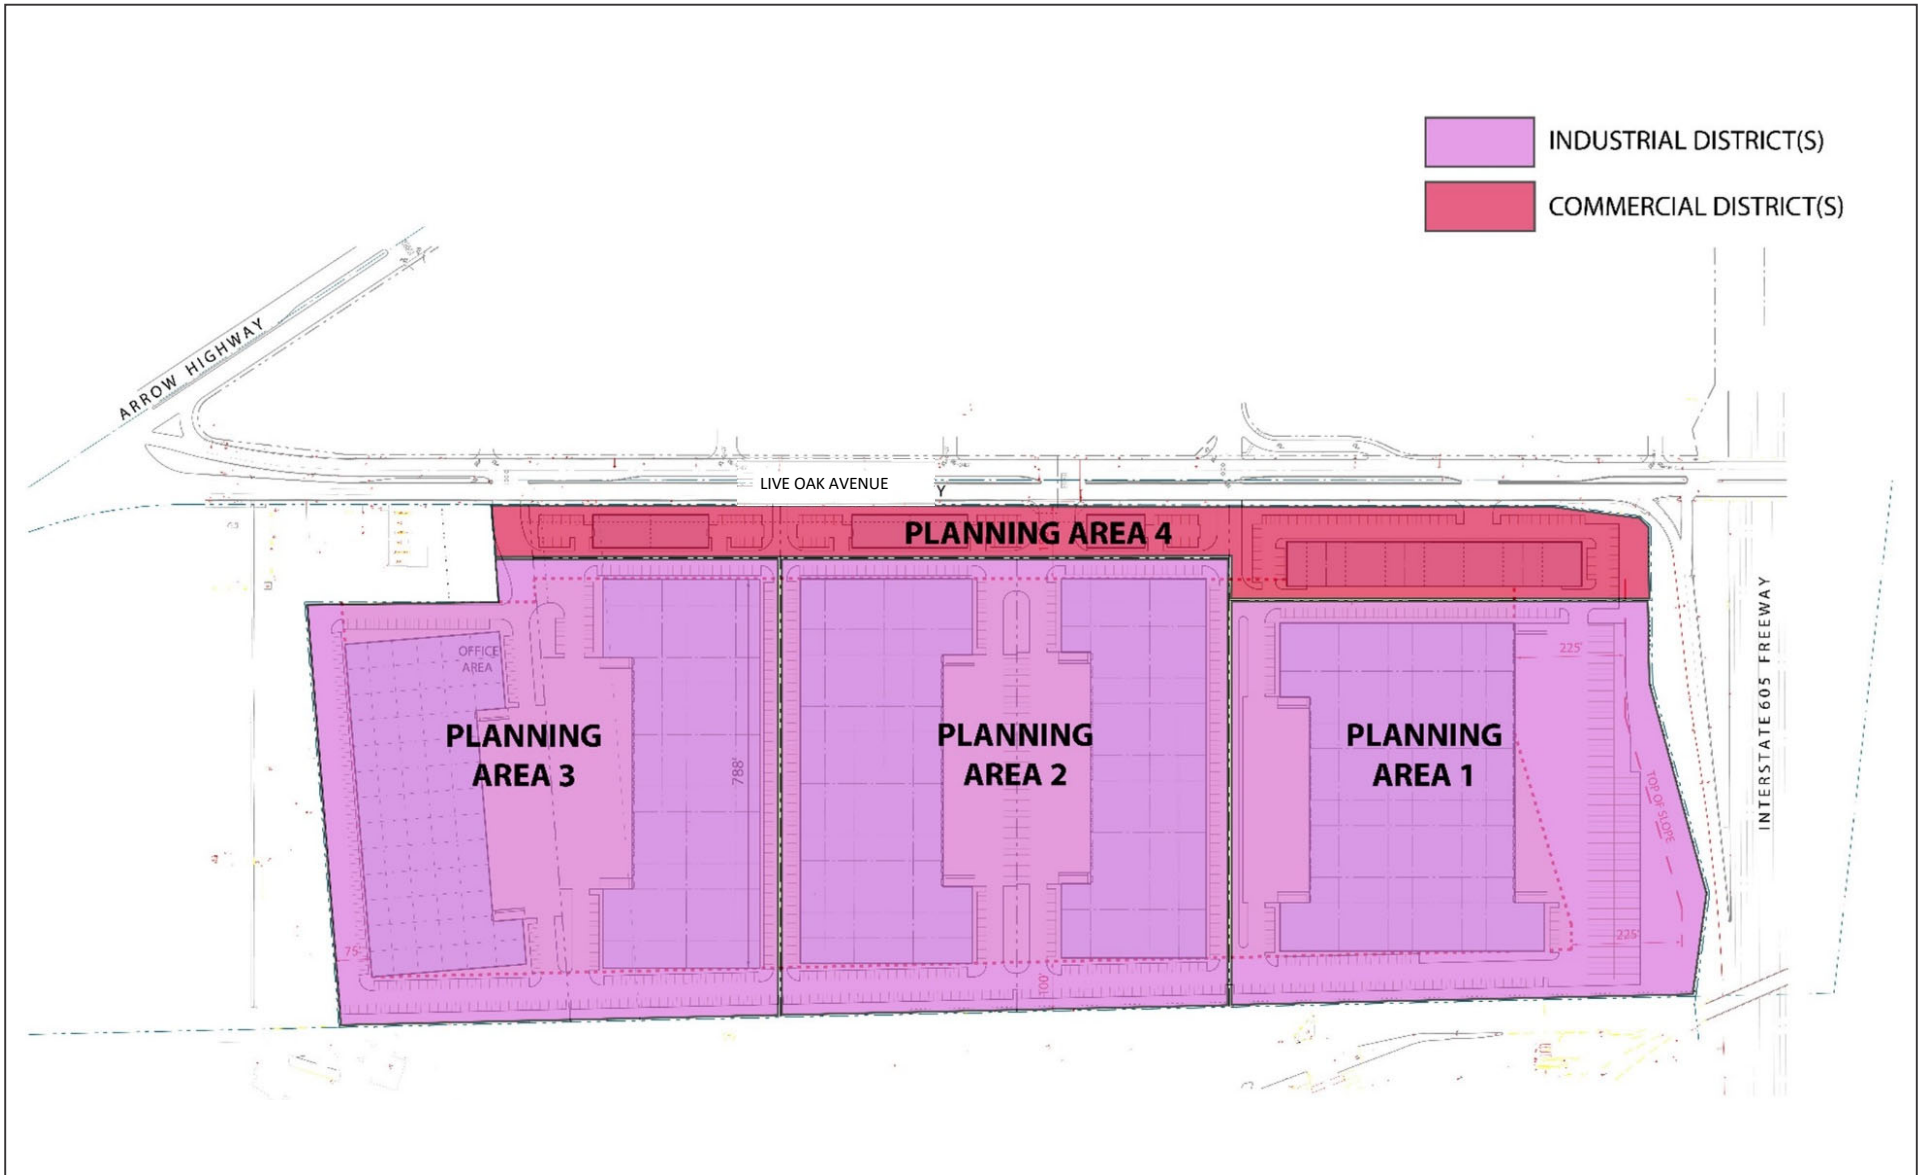 INDUSTRIAL DISTRICT(S)
COMMERCIAL DISTRICT(S)
ARROW HIGHWAY
LIVE OAK AVENUE
Y
PLANNING AREA 4
INTERSTATE 605 FREEWAY
OFFICE
AREA
225'
PLANNING
AREA 3
788'
PLANNING
AREA 2
PLANNING
AREA 1
TOP OF SLOPE
225'
75'
100'